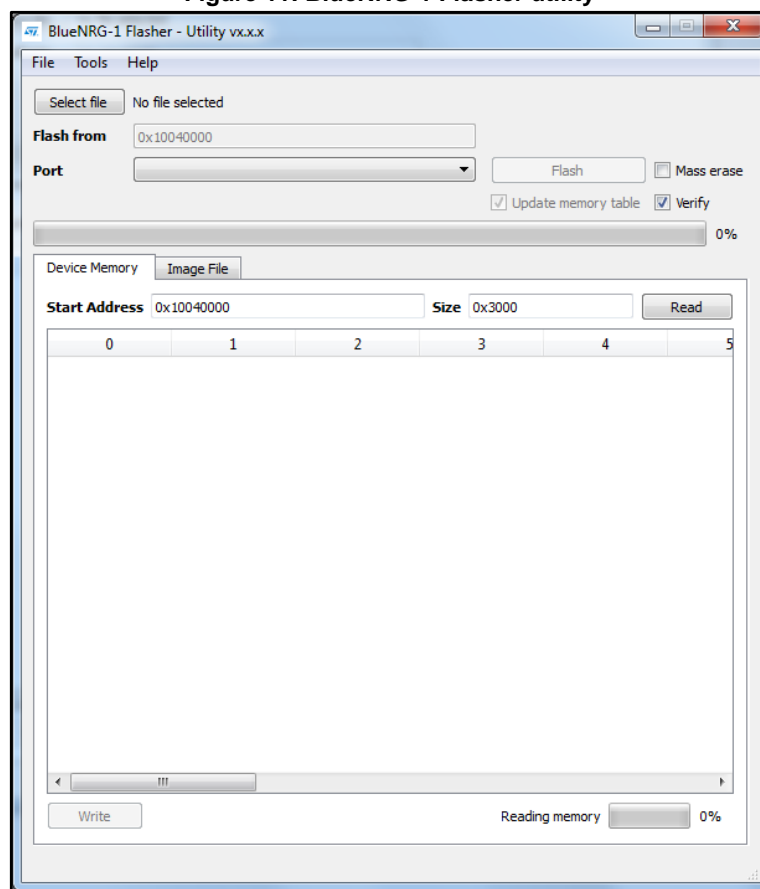 BlueNRG-1 Flasher - Utility vx.x.x
File Tools Help
Select file No file selected
Flash from 0x10040000
Port Flash Mass erase
Update memory table Verify
0%
Device Memory Image File
Start Address 0x10040000 Size 0x3000 Read
0 1 2 3 4 5
Write Reading memory 0%